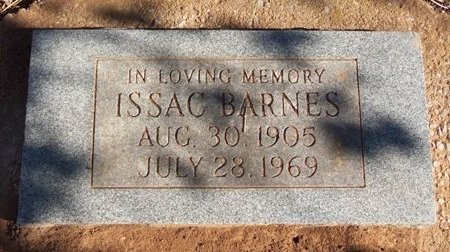 IN LOVING MEMORY
ISSAC BARNES
AUG. 30, 1905
JULY 28, 1969